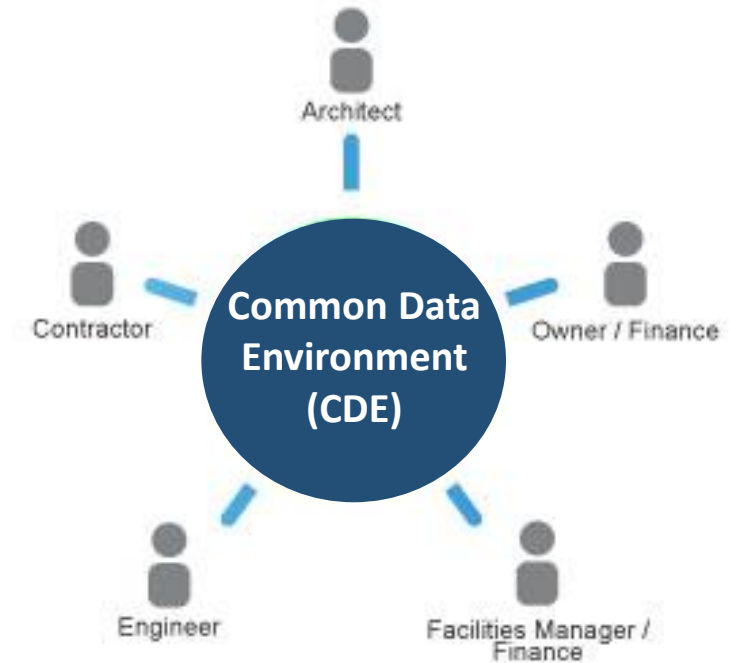 Architect
Contractor
Common Data
Environment
(CDE)
Owner / Finance
Engineer
Facilities Manager /
Finance